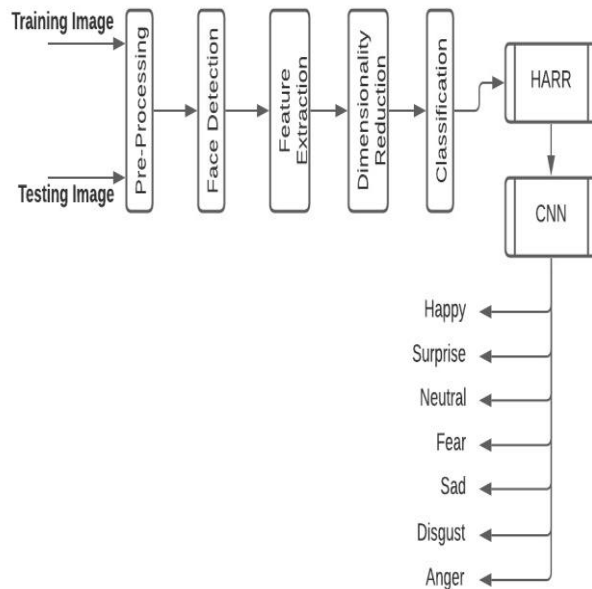 Training Image
Testing Image
Pre-Processing
Face Detection
Feature
Extraction
Dimensionality
Reduction
Classification
HARR
CNN
Happy
Surprise
Neutral
Fear
Sad
Disgust
Anger